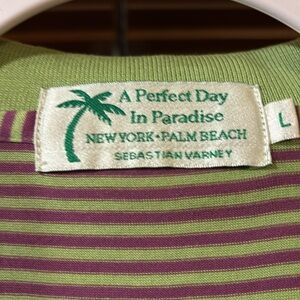 A Perfect Day
In Paradise
NEW YORK • PALM BEACH
SEBASTIAN VARNEY
L